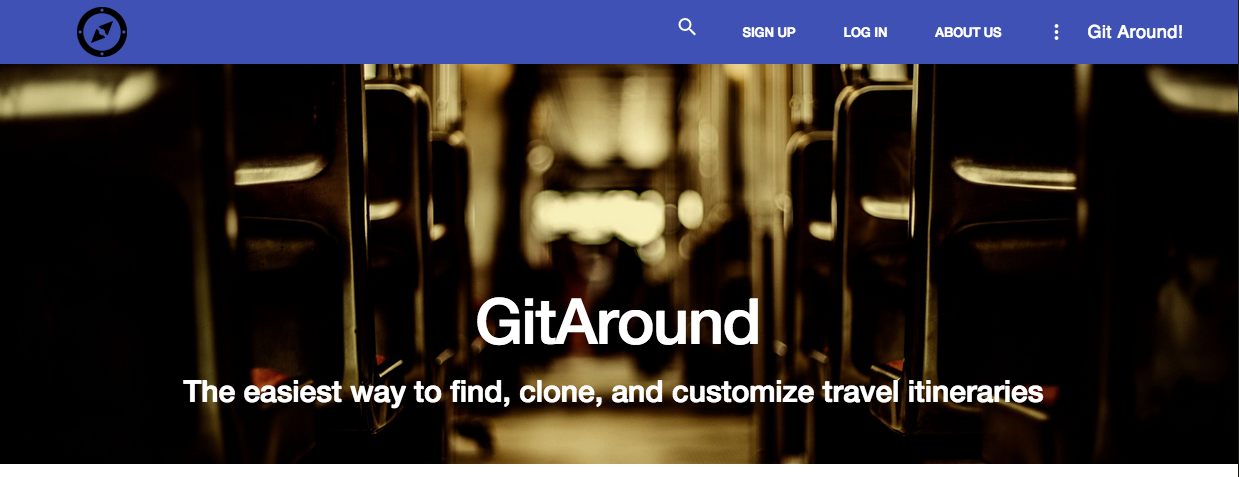 SIGN UP LOG IN ABOUT US Git Around!
GitAround
The easiest way to find, clone, and customize travel itineraries